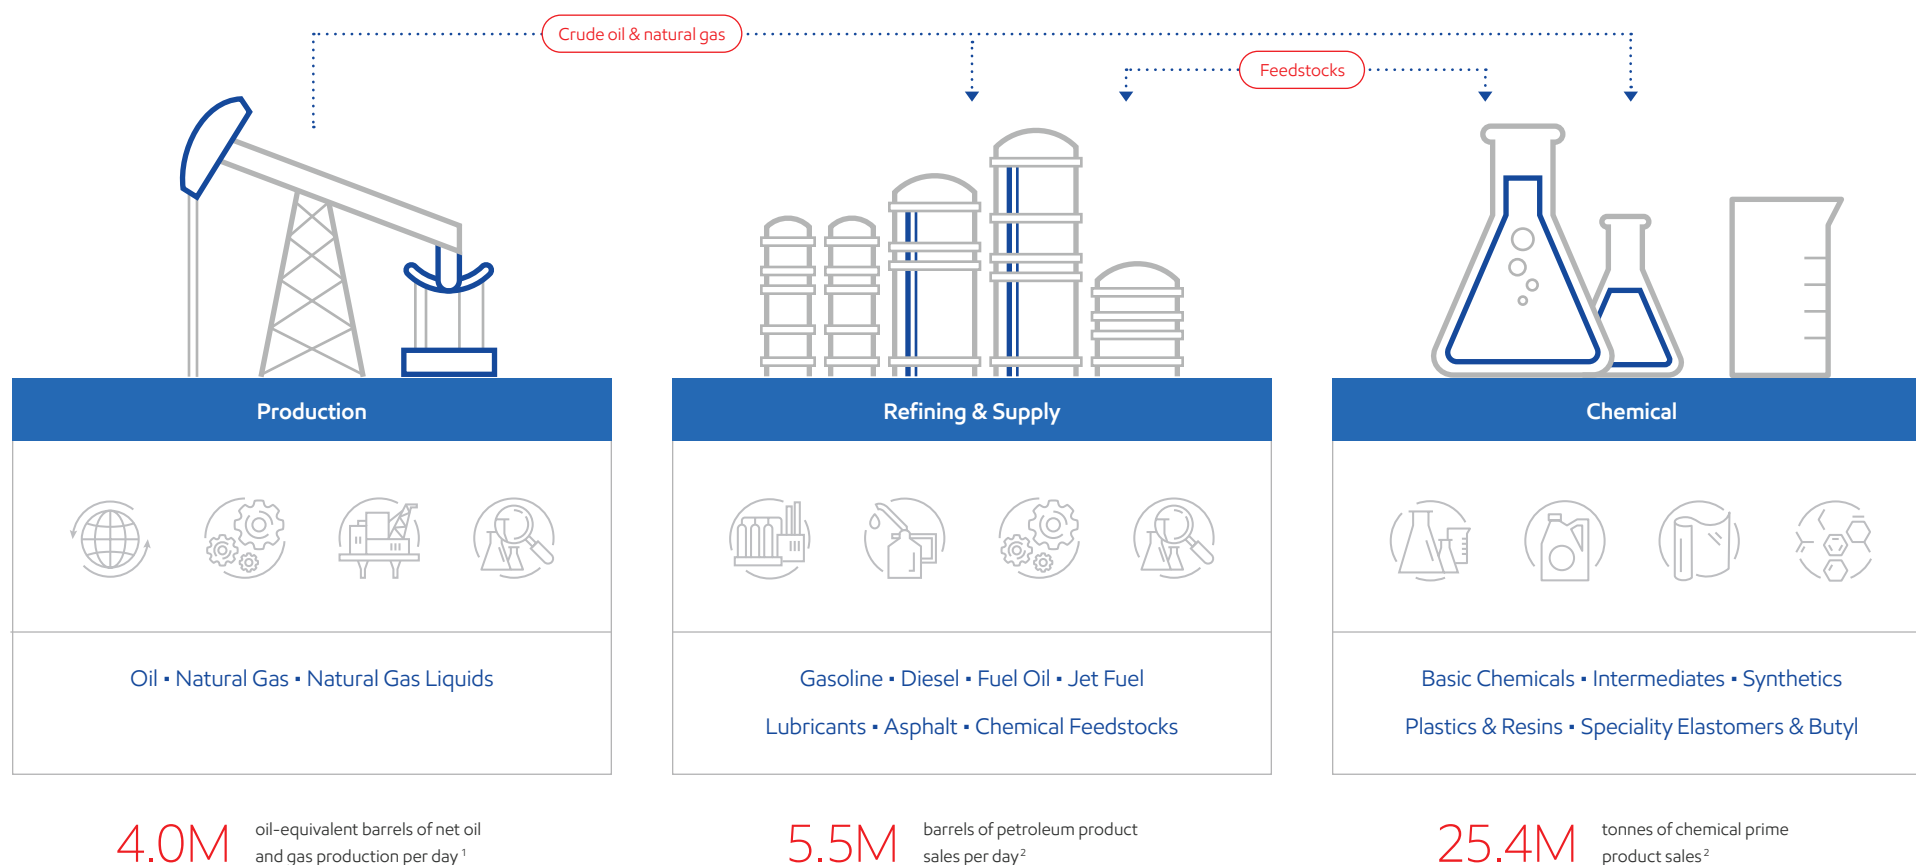 Crude oil & natural gas
Feedstocks
Production
Oil ▪ Natural Gas ▪ Natural Gas Liquids
4.0M
oil-equivalent barrels of net oil
and gas production per day ¹
Refining & Supply
Gasoline ▪ Diesel ▪ Fuel Oil ▪ Jet Fuel
Lubricants ▪ Asphalt ▪ Chemical Feedstocks
5.5M
barrels of petroleum product
sales per day ²
Chemical
Basic Chemicals ▪ Intermediates ▪ Synthetics
Plastics & Resins ▪ Speciality Elastomers & Butyl
25.4M
tonnes of chemical prime
product sales ²